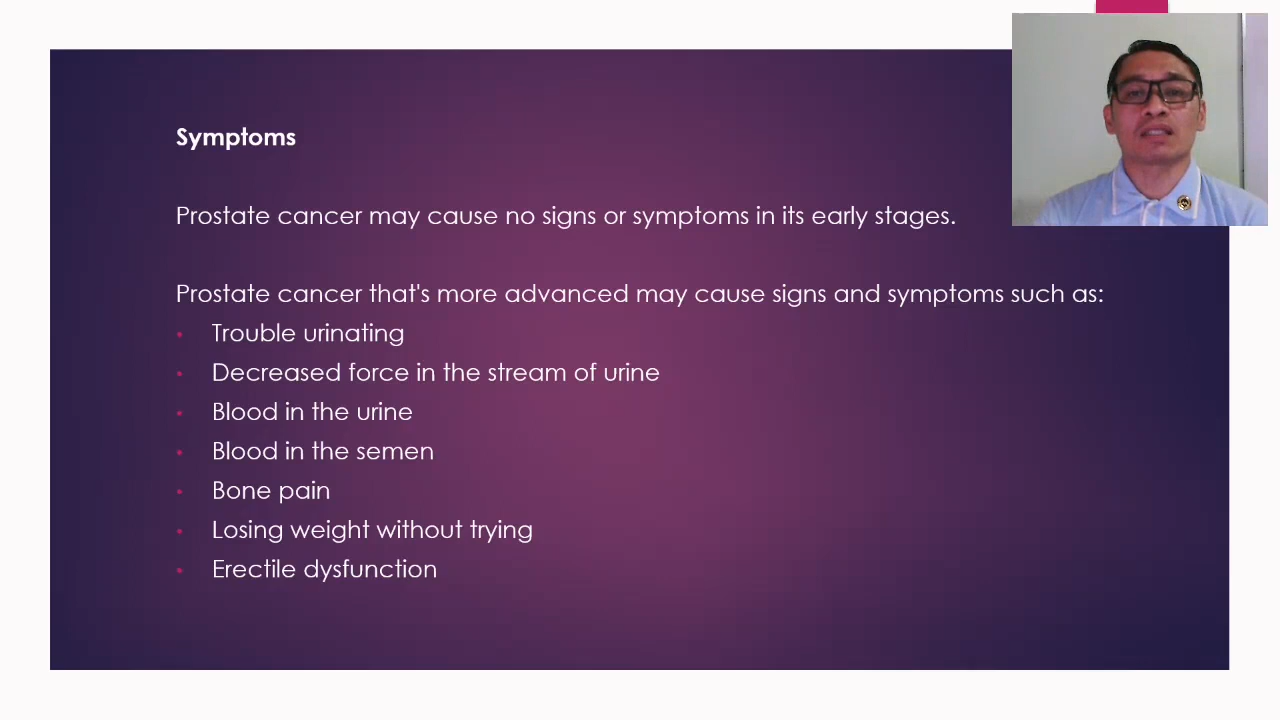 Symptoms
Prostate cancer may cause no signs or symptoms in its early stages.
Prostate cancer that's more advanced may cause signs and symptoms such as:
• Trouble urinating
• Decreased force in the stream of urine
• Blood in the urine
• Blood in the semen
• Bone pain
• Losing weight without trying
• Erectile dysfunction